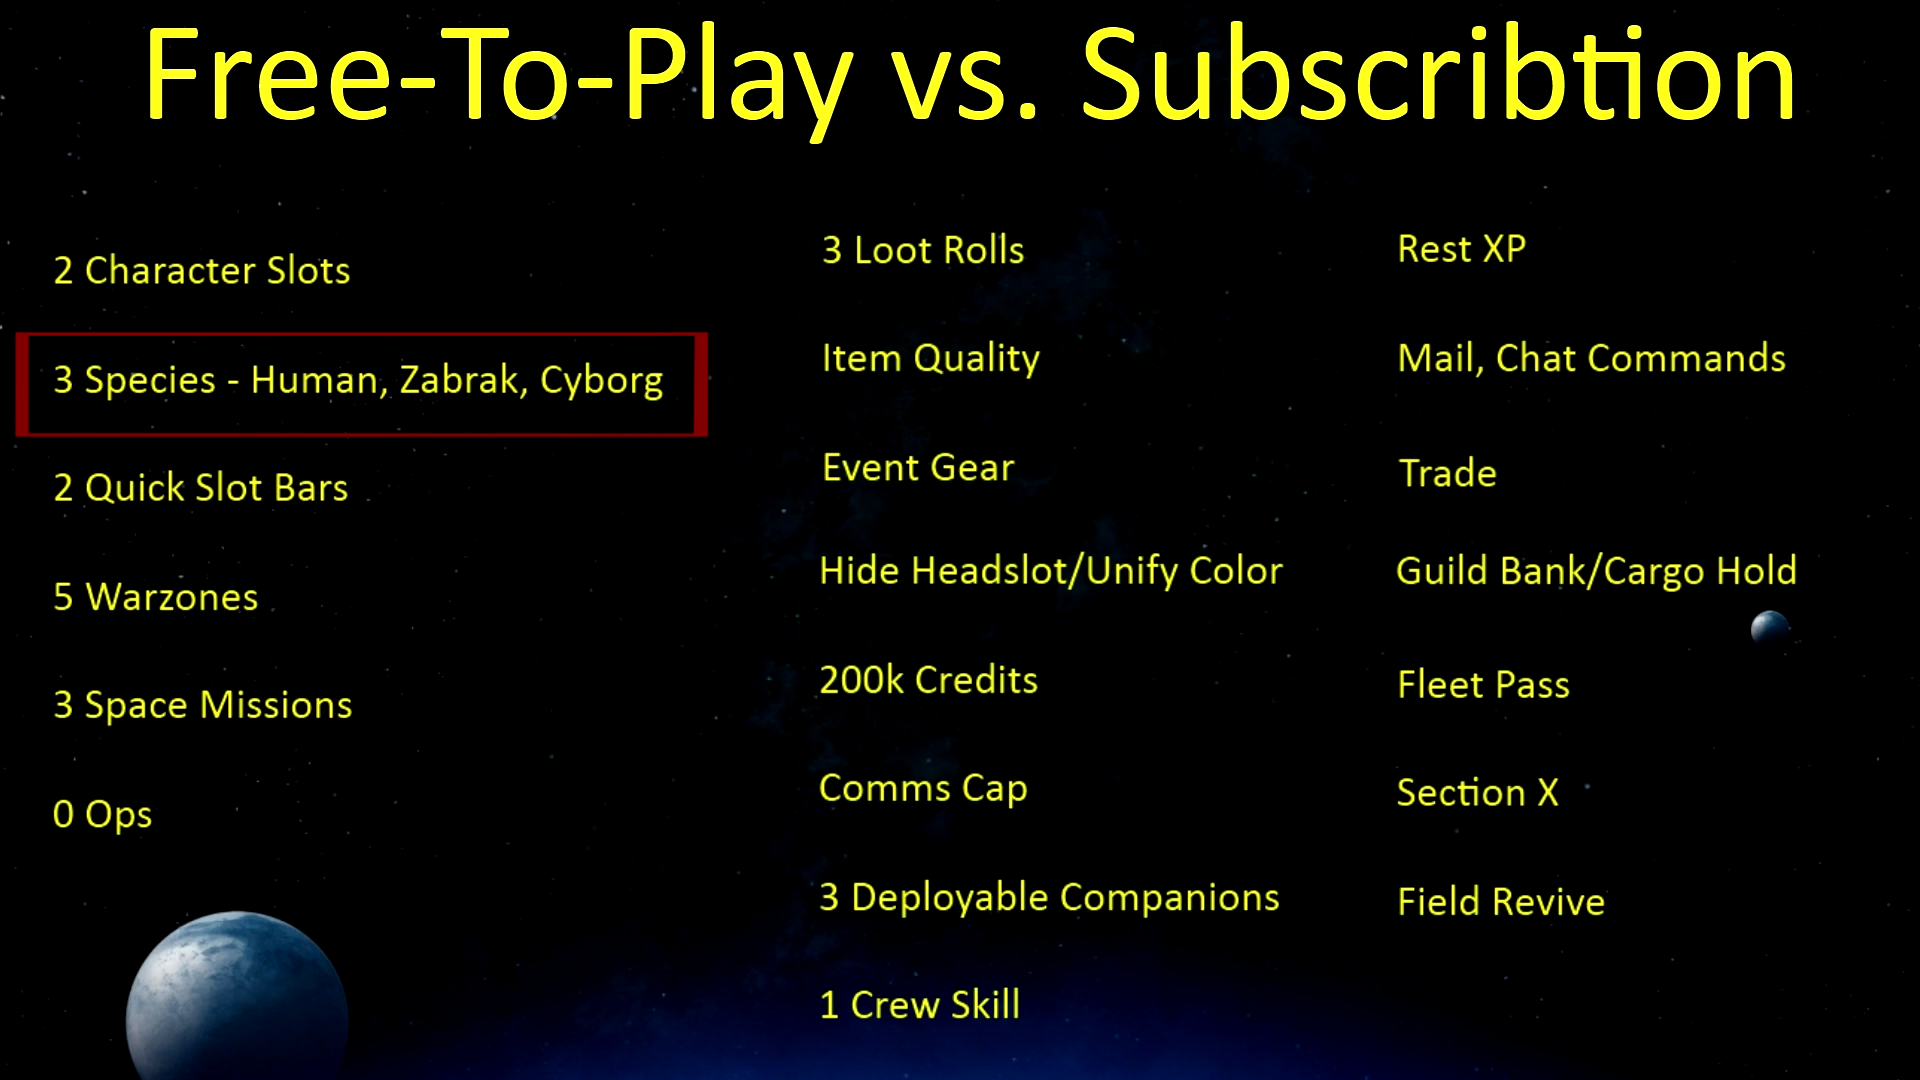 Free-To-Play vs. Subscribtion
2 Character Slots
3 Species - Human, Zabrak, Cyborg
2 Quick Slot Bars
5 Warzones
3 Space Missions
0 Ops
3 Loot Rolls
Item Quality
Event Gear
Hide Headslot/Unify Color
200k Credits
Comms Cap
3 Deployable Companions
1 Crew Skill
Rest XP
Mail, Chat Commands
Trade
Guild Bank/Cargo Hold
Fleet Pass
Section X
Field Revive